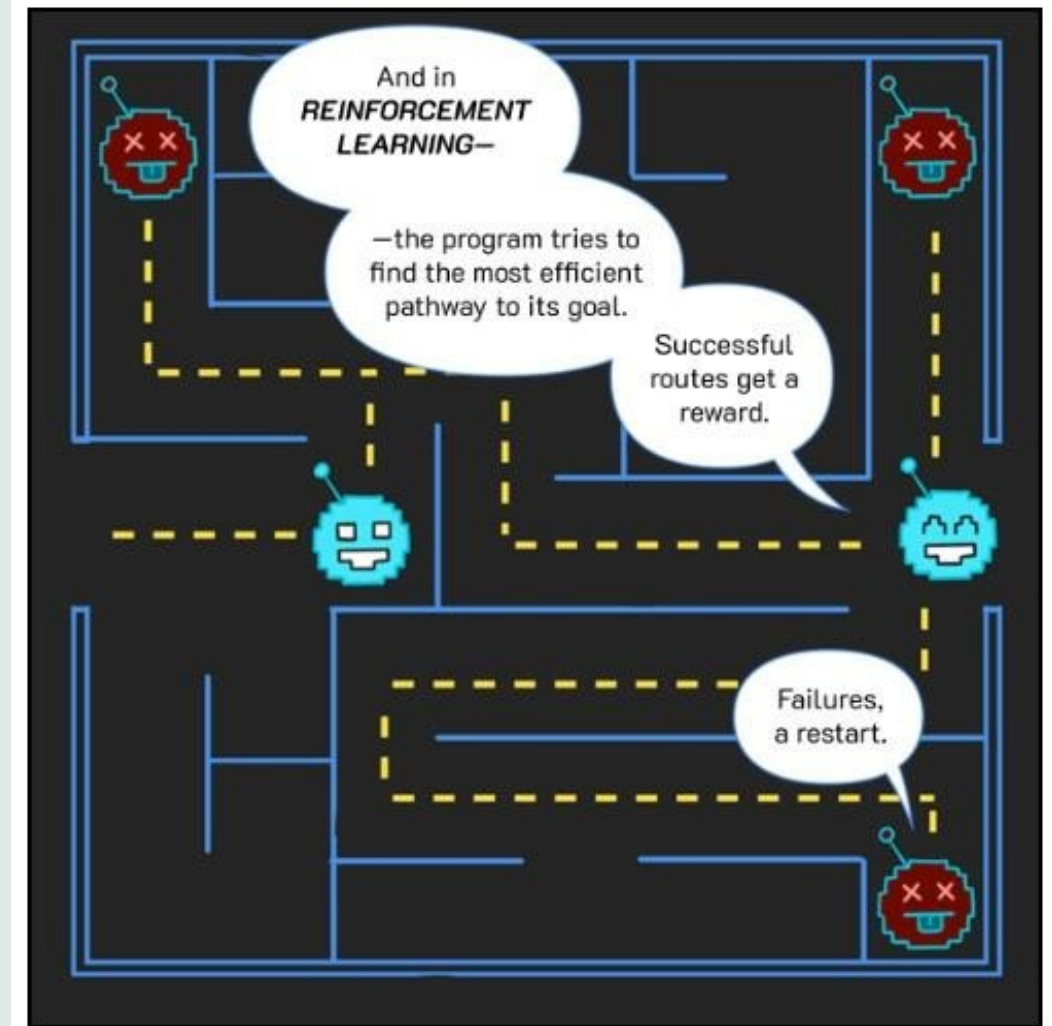 And in
REINFORCEMENT
LEARNING—
—the program tries to
find the most efficient
pathway to its goal.
Successful
routes get a
reward.
Failures,
a restart.